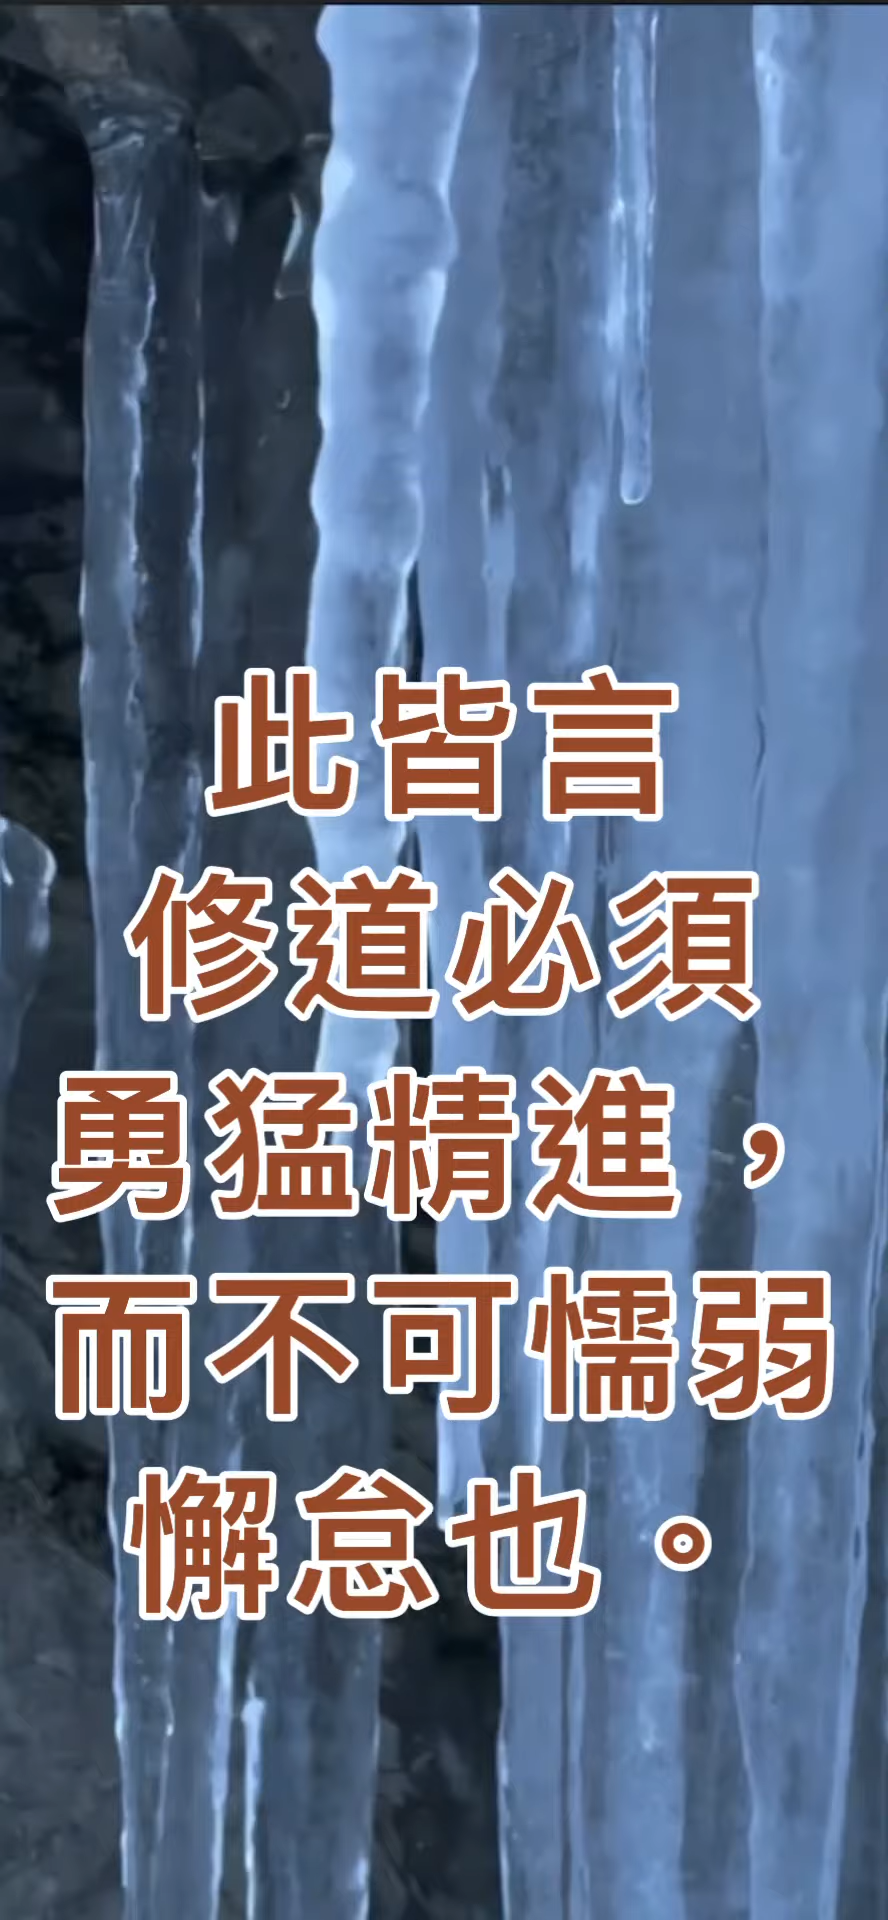 此皆言
修道必須
勇猛精進，
而不可懦弱
懈怠也。